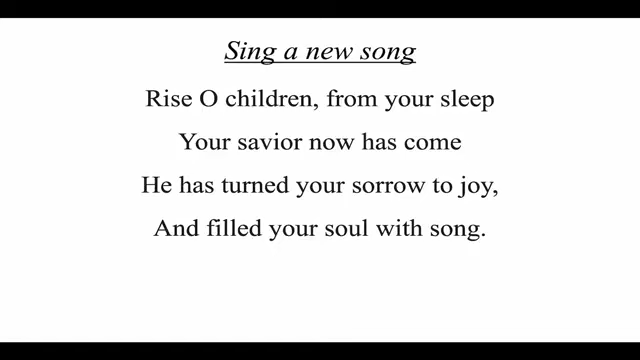 Sing a new song
Rise O children, from your sleep
Your savior now has come
He has turned your sorrow to joy,
And filled your soul with song.